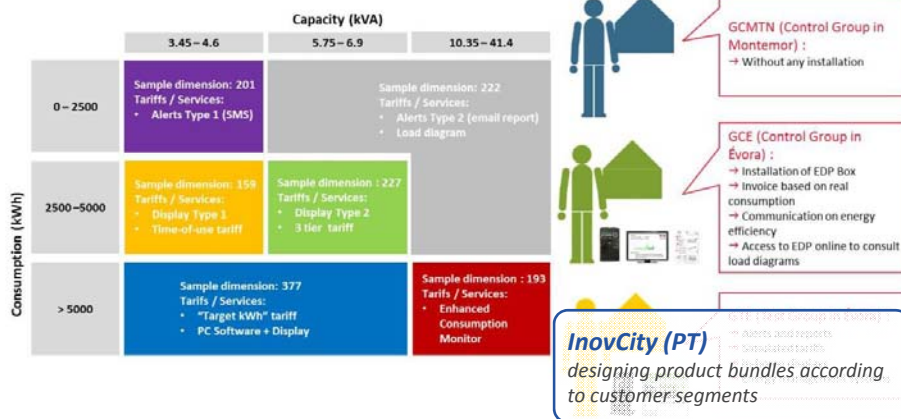 Capacity (kVA)
3.45 – 4.6
5.75 – 6.9
10.35 – 41.4
Consumption (kWh)
0 – 2500
Sample dimension: 201
Tariffs / Services:
• Alerts Type 1 (SMS)
Sample dimension: 222
Tariffs / Services:
• Alerts Type 2 (email report)
• Load diagram
2500 –5000
Sample dimension: 159
Tariffs / Services:
• Display Type 1
• Time-of-use tariff
Sample dimension : 227
Tariffs / Services:
• Display Type 2
• 3 tier tariff
> 5000
Sample dimension : 377
Tarifs / Services:
• "Target kWh" tariff
• PC Software + Display
Sample dimension : 193
Tarifs / Services:
• Enhanced
Consumption
Monitor
GCMTN (Control Group in
Montemor) :
→ Without any installation
GCE (Control Group in
Évora) :
→ Installation of EDP Box
→ Invoice based on real
consumption
→ Communication on energy
efficiency
→ Access to EDP online to consult
load diagrams
InovCity (PT)
designing product bundles according
to customer segments